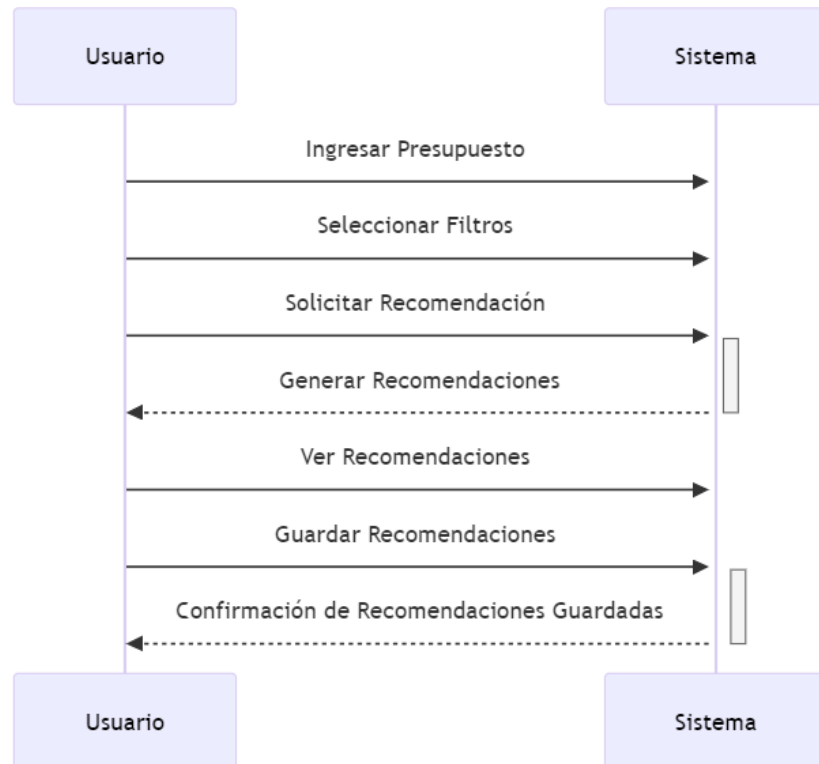 Usuario
Sistema
Ingresar Presupuesto
Seleccionar Filtros
Solicitar Recomendación
Generar Recomendaciones
Ver Recomendaciones
Guardar Recomendaciones
Confirmación de Recomendaciones Guardadas
Usuario
Sistema